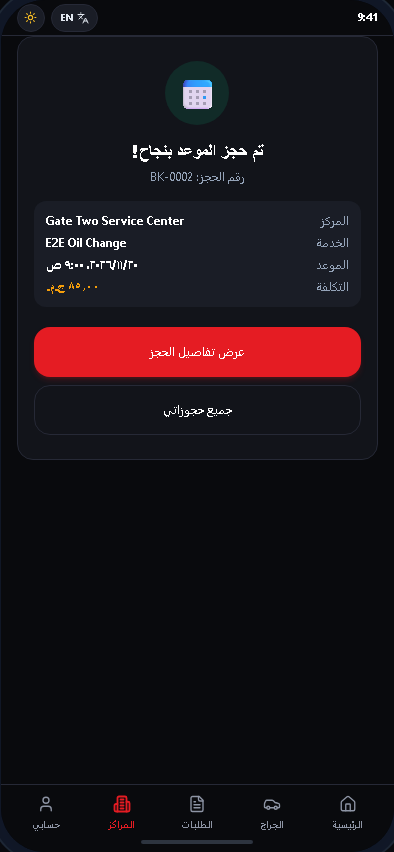 EN
9:41
تم حجز الموعد بنجاح!
رقم الحجز: BK-0002
المركز Gate Two Service Center
الخدمة E2E Oil Change
الموعد ٣٠‏/١١‏/٢٠٢٦، ٩:٠٠ ص
التكلفة ٨٥٫٠٠ ج.م.
عرض تفاصيل الحجز
جميع حجوزاتي
الرئيسية الجراج الطلبات المراكز حسابي